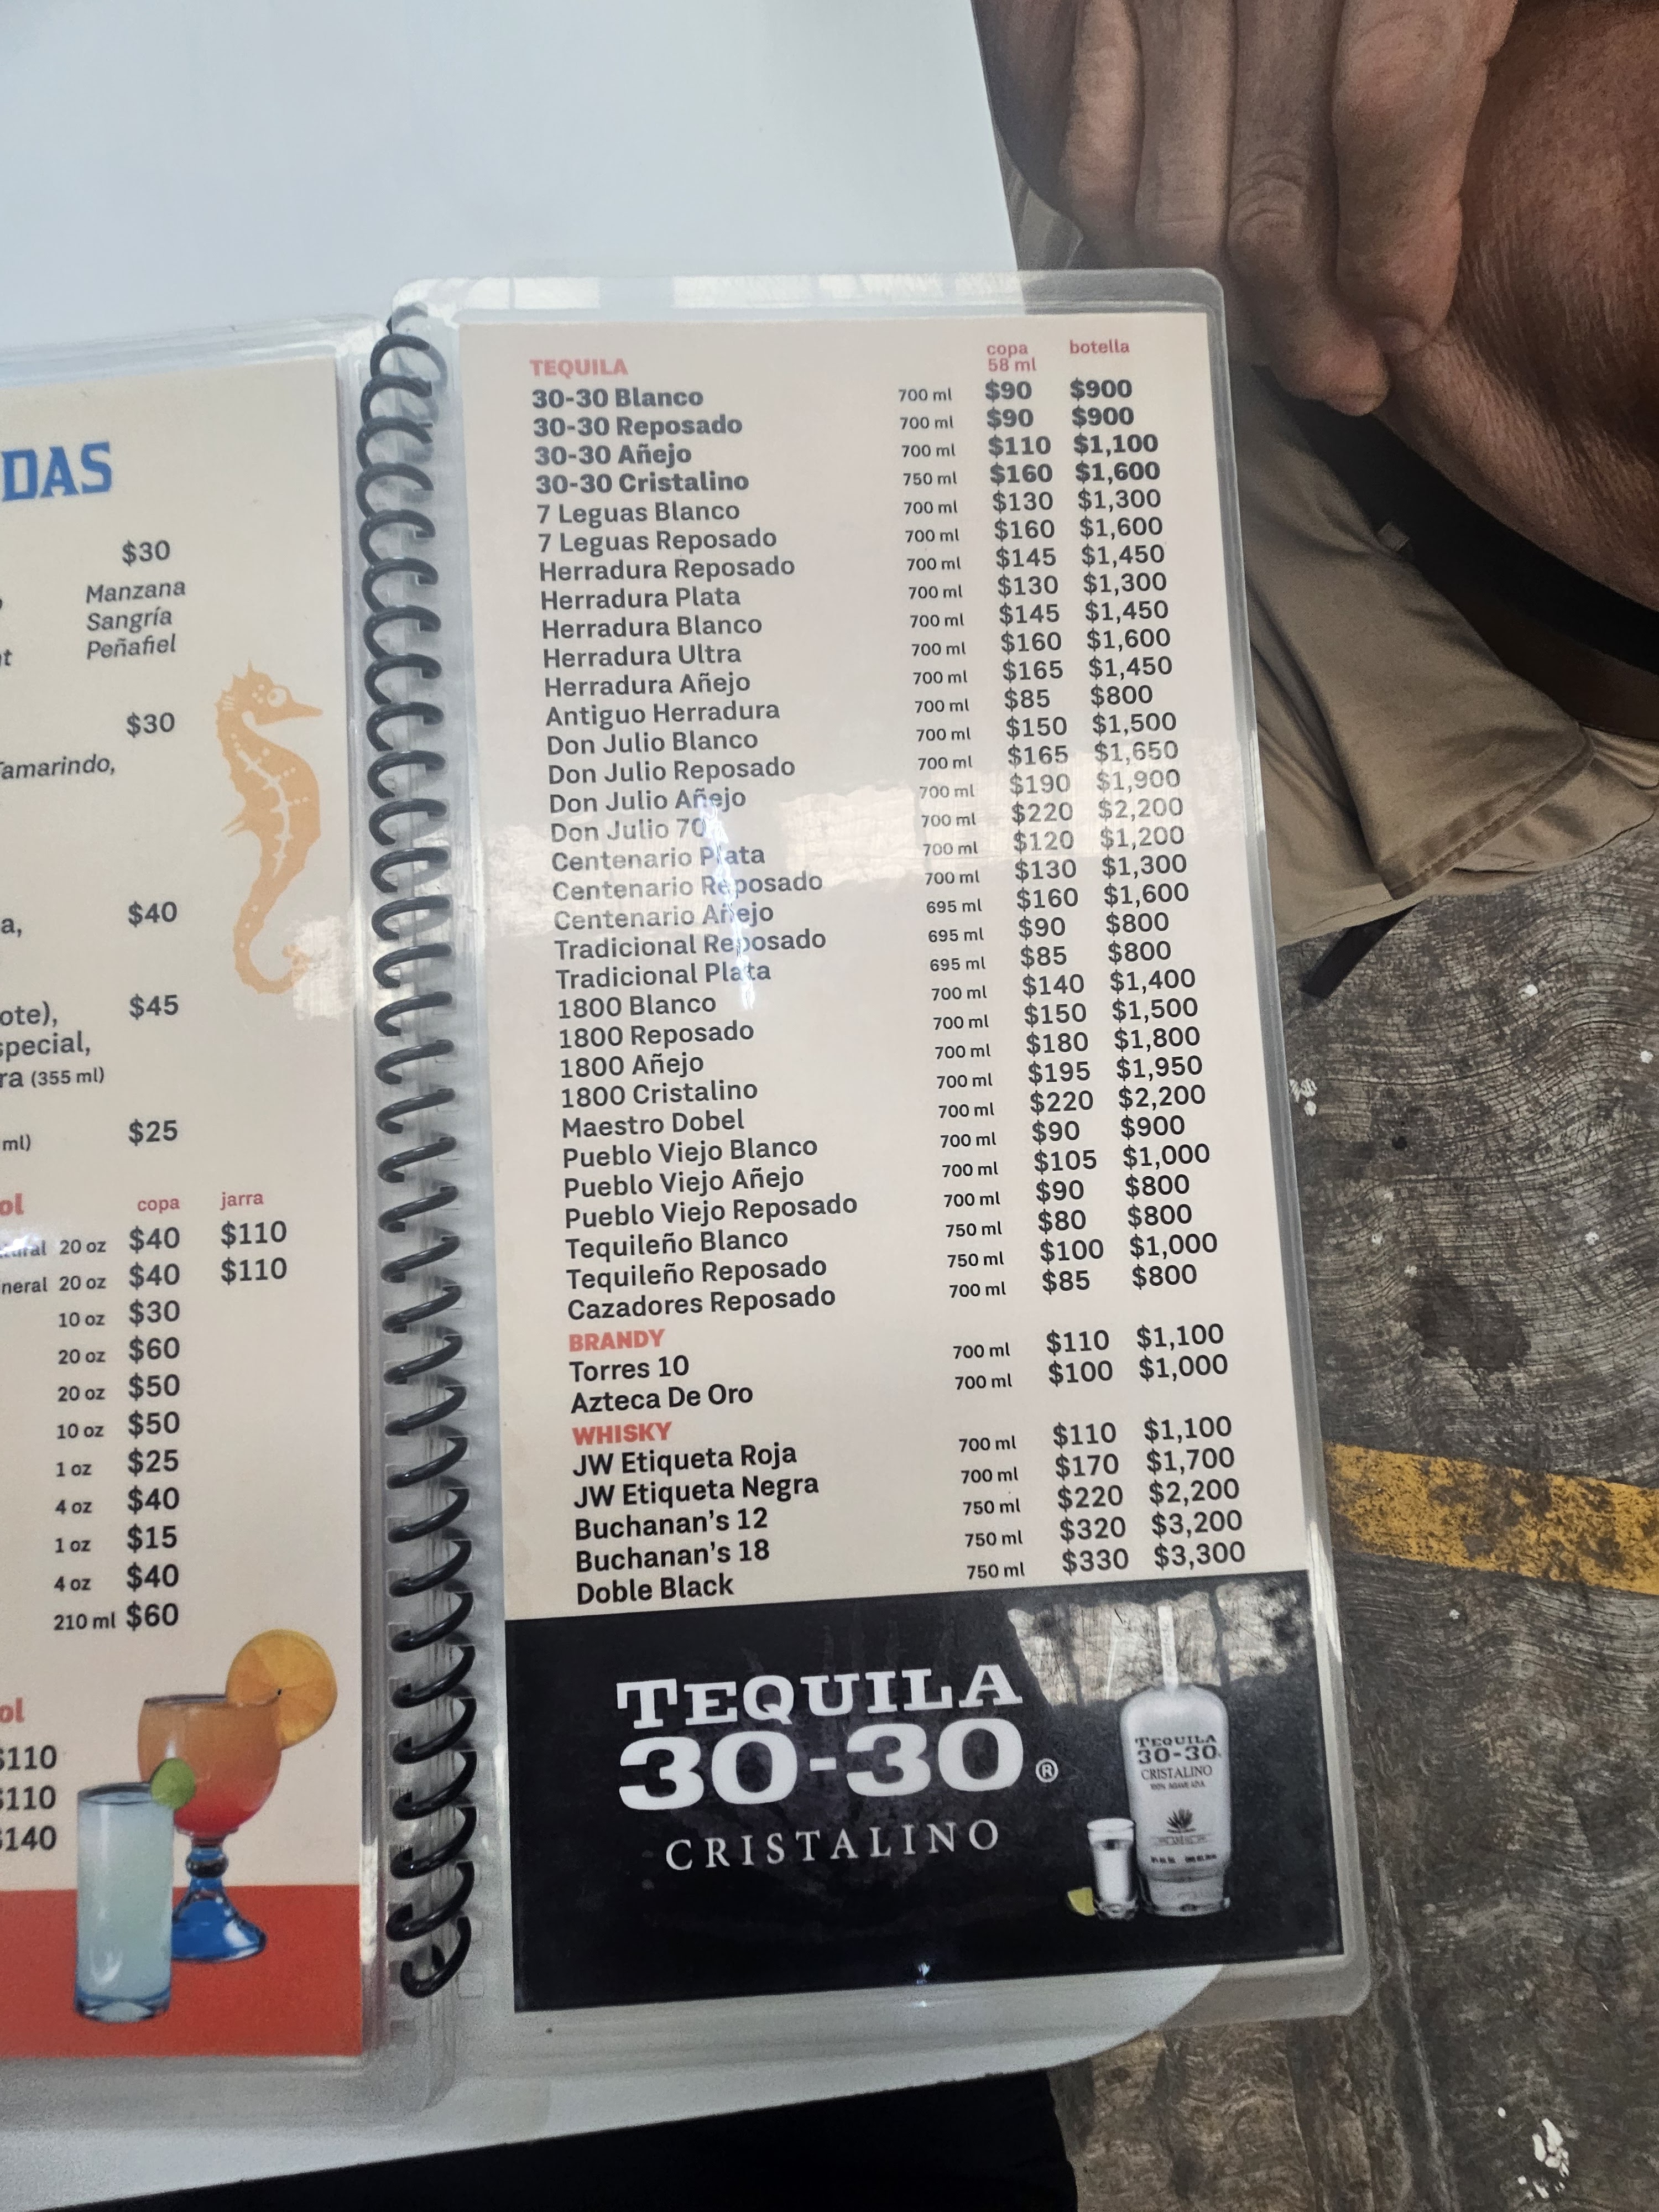 DAS
$30
Manzana
Sangría
Peñafiel
$30
Tamarindo,
$40
a,
$45
ote),
special,
ra (355 ml)
ml) $25
ol copa jarra
20 oz $40 $110
neral 20 oz $40 $110
10 oz $30
20 oz $60
20 oz $50
10 oz $50
1 oz $25
4 oz $40
1 oz $15
4 oz $40
210 ml $60
ol
$110
$110
$140
TEQUILA copa 58 ml botella
30-30 Blanco 700 ml $90 $900
30-30 Reposado 700 ml $90 $900
30-30 Añejo 700 ml $110 $1,100
30-30 Cristalino 750 ml $160 $1,600
7 Leguas Blanco 700 ml $130 $1,300
7 Leguas Reposado 700 ml $160 $1,600
Herradura Reposado 700 ml $145 $1,450
Herradura Plata 700 ml $130 $1,300
Herradura Blanco 700 ml $145 $1,450
Herradura Ultra 700 ml $160 $1,600
Herradura Añejo 700 ml $165 $1,450
Antiguo Herradura 700 ml $85 $800
Don Julio Blanco 700 ml $150 $1,500
Don Julio Reposado 700 ml $165 $1,650
Don Julio Añejo 700 ml $190 $1,900
Don Julio 70 700 ml $220 $2,200
Centenario Plata 700 ml $120 $1,200
Centenario Reposado 700 ml $130 $1,300
Centenario Añejo 695 ml $160 $1,600
Tradicional Reposado 695 ml $90 $800
Tradicional Plata 695 ml $85 $800
1800 Blanco 700 ml $140 $1,400
1800 Reposado 700 ml $150 $1,500
1800 Añejo 700 ml $180 $1,800
1800 Cristalino 700 ml $195 $1,950
Maestro Dobel 700 ml $220 $2,200
Pueblo Viejo Blanco 700 ml $90 $900
Pueblo Viejo Añejo 700 ml $105 $1,000
Pueblo Viejo Reposado 700 ml $90 $800
Tequileño Blanco 750 ml $80 $800
Tequileño Reposado 750 ml $100 $1,000
Cazadores Reposado 700 ml $85 $800
BRANDY
Torres 10 700 ml $110 $1,100
Azteca De Oro 700 ml $100 $1,000
WHISKY
JW Etiqueta Roja 700 ml $110 $1,100
JW Etiqueta Negra 700 ml $170 $1,700
Buchanan's 12 750 ml $220 $2,200
Buchanan's 18 750 ml $320 $3,200
Doble Black 750 ml $330 $3,300
TEQUILA
30-30®
CRISTALINO
TEQUILA
30-30
CRISTALINO